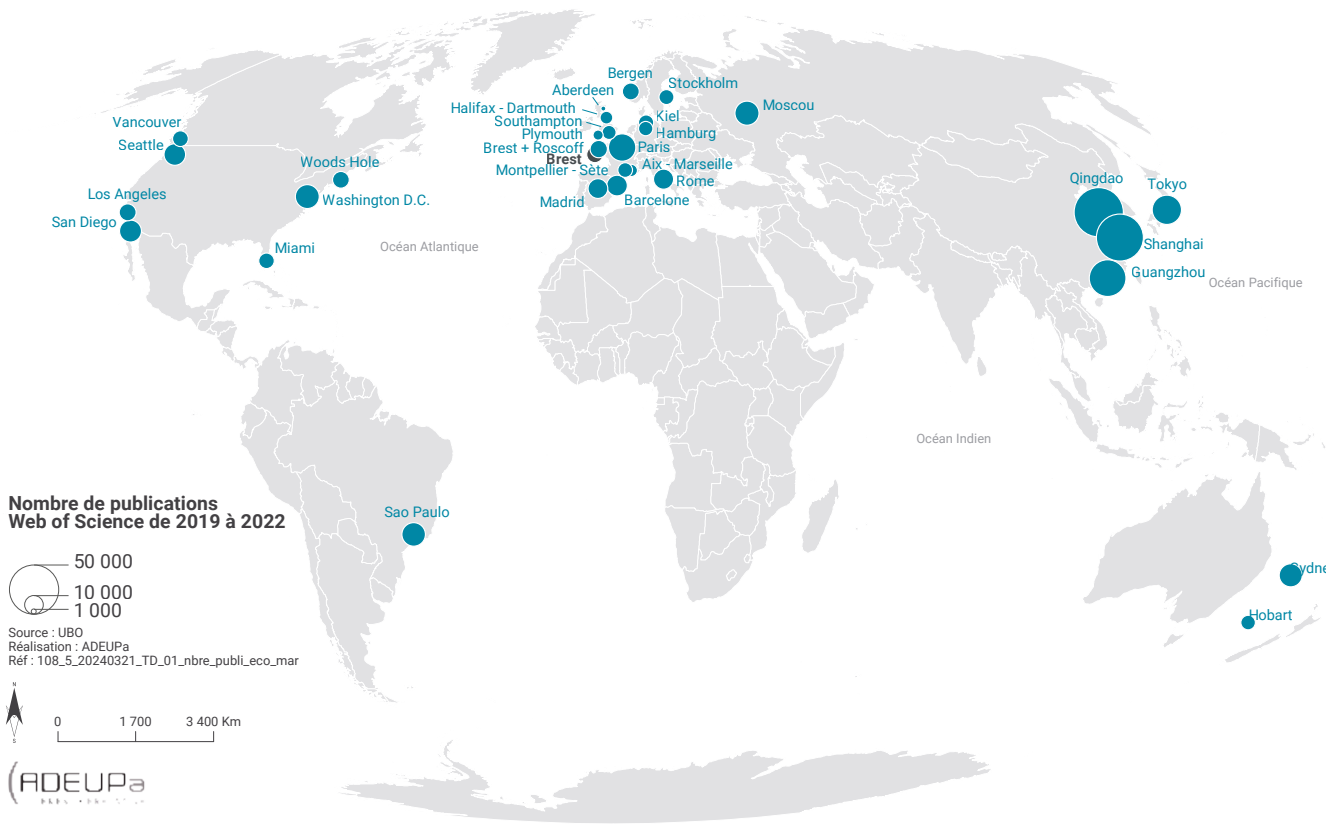 Bergen
Stockholm
Aberdeen
Moscou
Halifax - Dartmouth
Kiel
Southampton
Vancouver
Plymouth
Hamburg
Seattle
Brest + Roscoff
Paris
Brest
Woods Hole
Aix - Marseille
Montpellier - Sète
Rome
Qingdao
Tokyo
Los Angeles
Washington D.C.
Madrid
Barcelone
San Diego
Miami
Océan Atlantique
Shanghai
Guangzhou
Océan Pacifique
Océan Indien
Sao Paulo
Sydne
Hobart
Nombre de publications
Web of Science de 2019 à 2022
50 000
10 000
1 000
Source : UBO
Réalisation : ADEUPa
Réf : 108_5_20240321_TD_01_nbre_publi_eco_mar
N
S
0 1 700 3 400 Km
ADEUPa